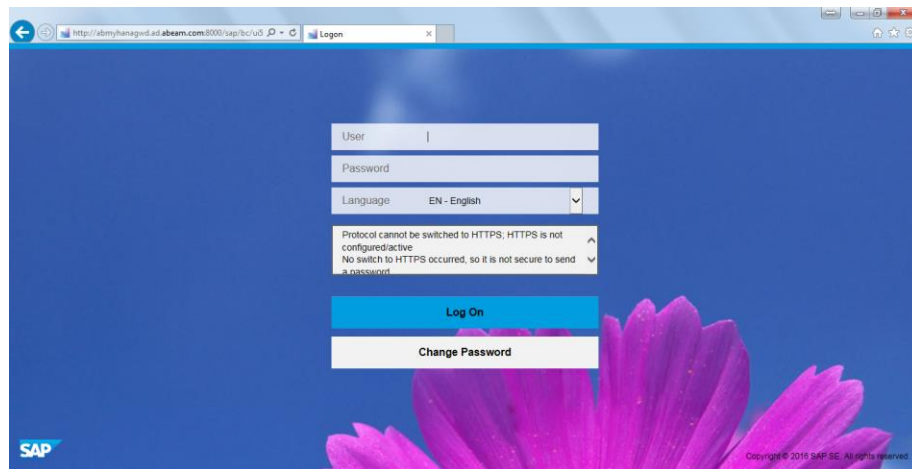 http://abmyhanagwd.ad.abeam.com:8000/sap/bc/ui5
Logon
User
Password
Language EN - English
Protocol cannot be switched to HTTPS; HTTPS is not
configured/active
No switch to HTTPS occurred, so it is not secure to send
a password
Log On
Change Password
SAP
Copyright © 2016 SAP SE. All rights reserved.